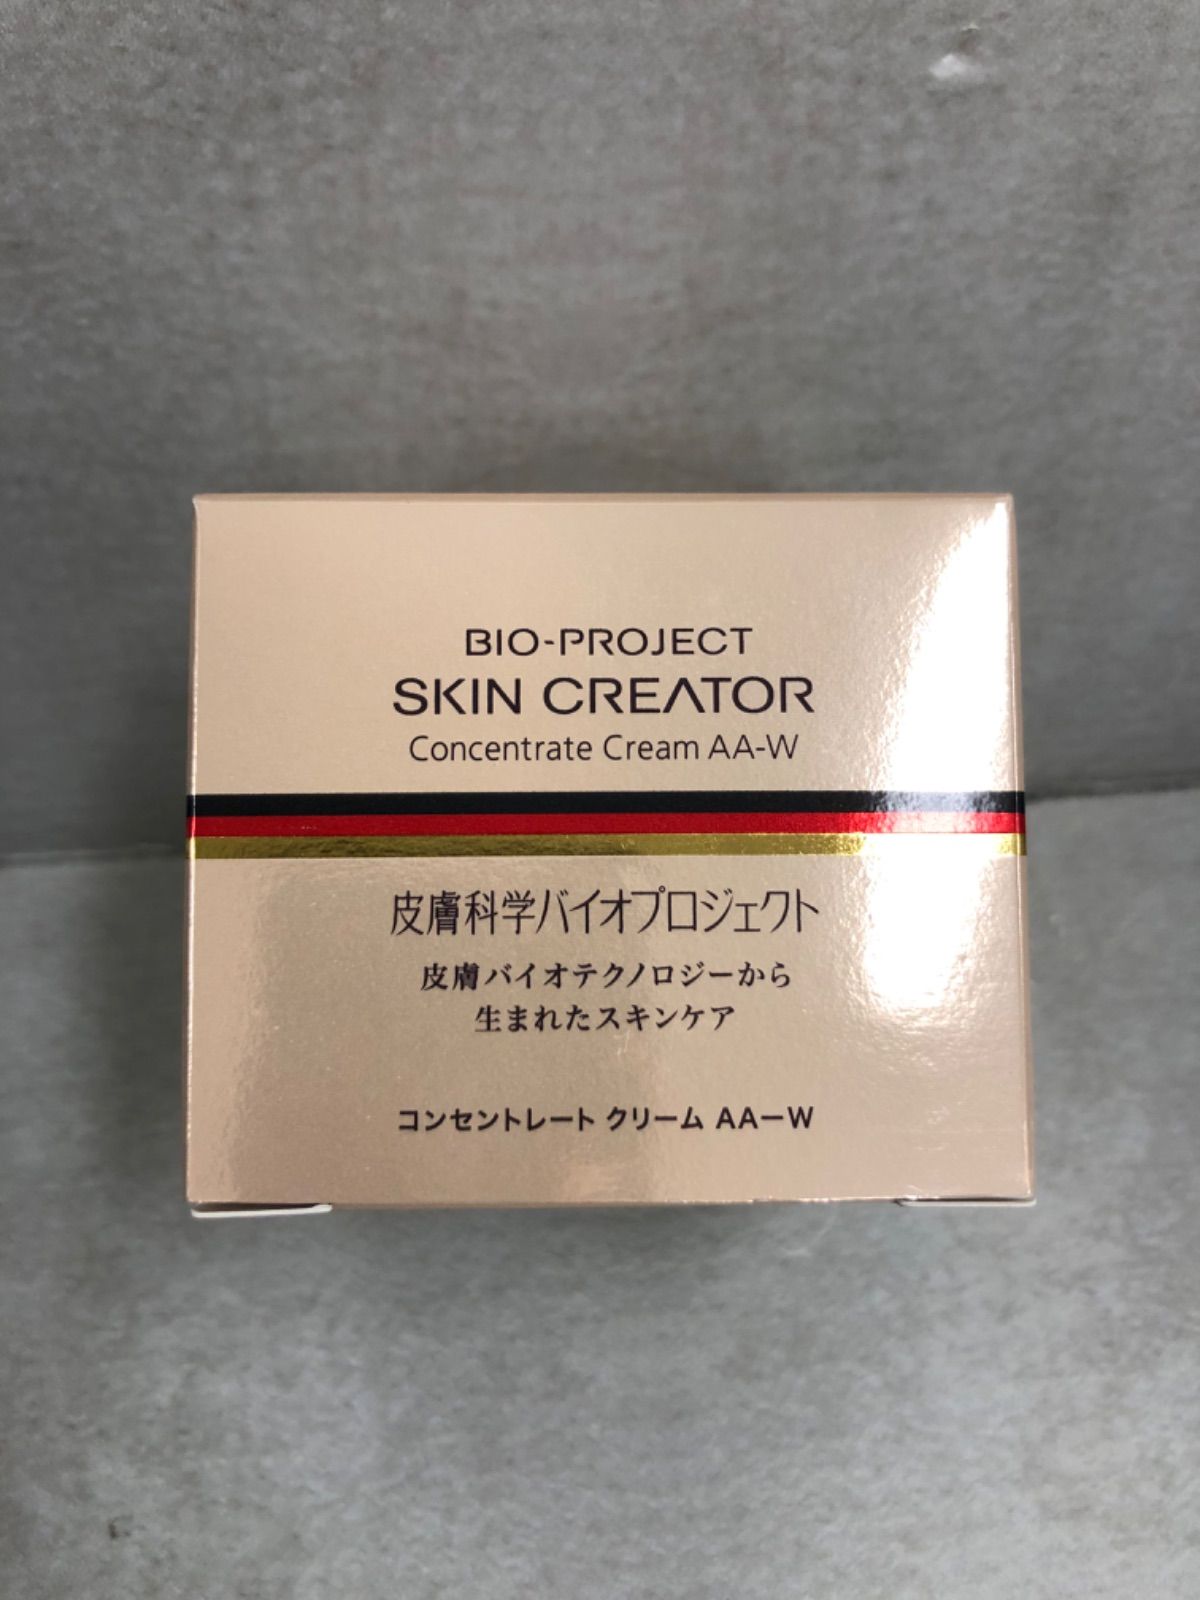 BIO-PROJECT
SKIN CREATOR
Concentrate Cream AA-W
皮膚科学バイオプロジェクト
皮膚バイオテクノロジーから
生まれたスキンケア
コンセントレート クリーム AA−W